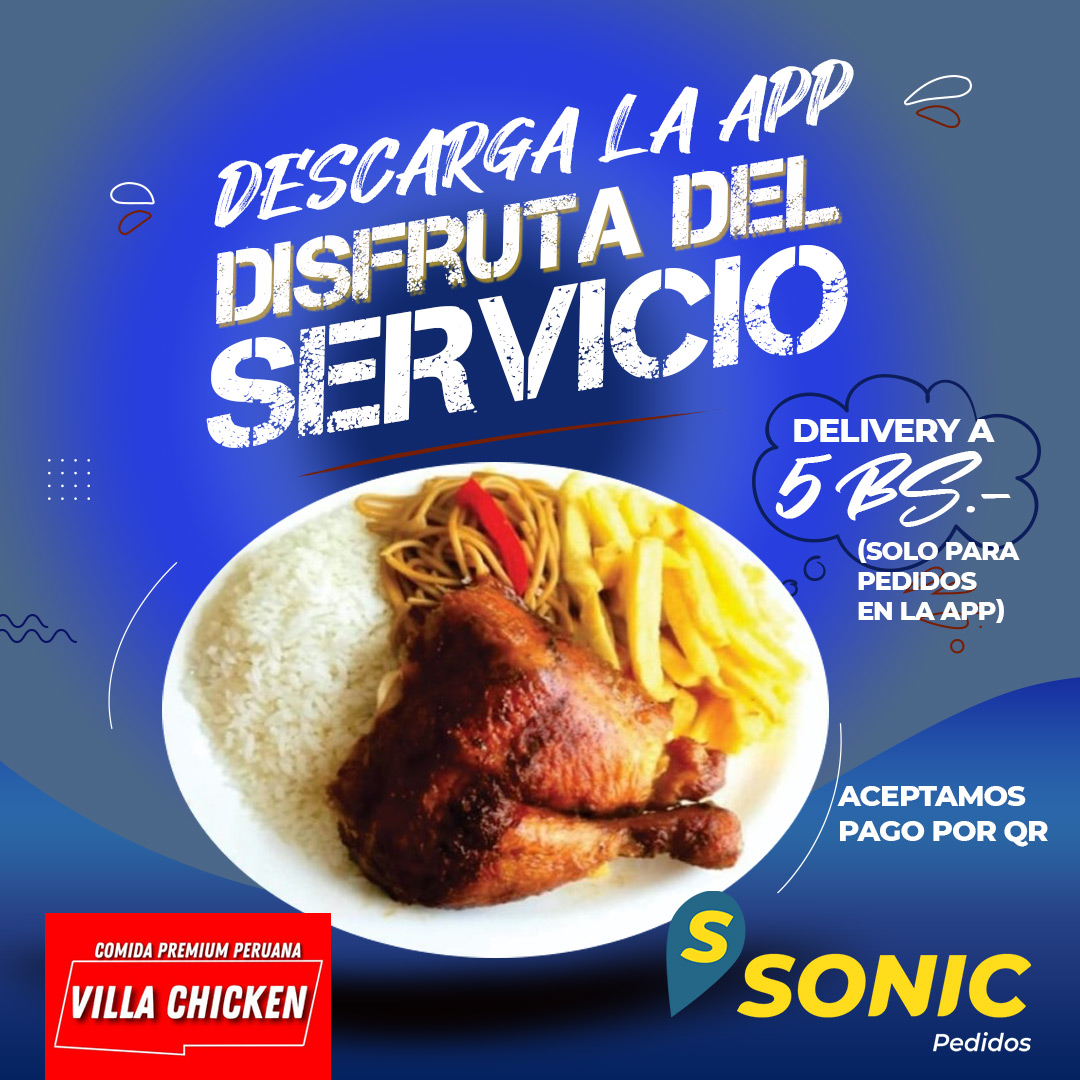 DESCARGA LA APP
DISFRUTA DEL
SERVICIO
DELIVERY A
5 BS.-
(SOLO PARA
PEDIDOS
EN LA APP)
ACEPTAMOS
PAGO POR QR
COMIDA PREMIUM PERUANA
VILLA CHICKEN
S
SONIC
Pedidos